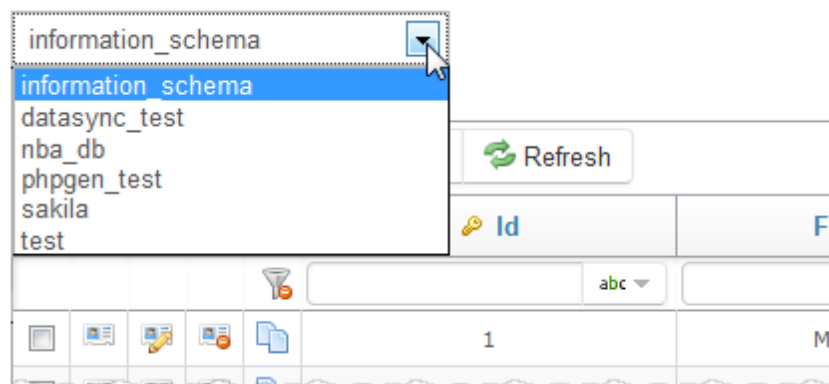 information_schema
information_schema
datasync_test
nba_db
phpgen_test
sakila
test
Refresh
Id
F
abc
1
M